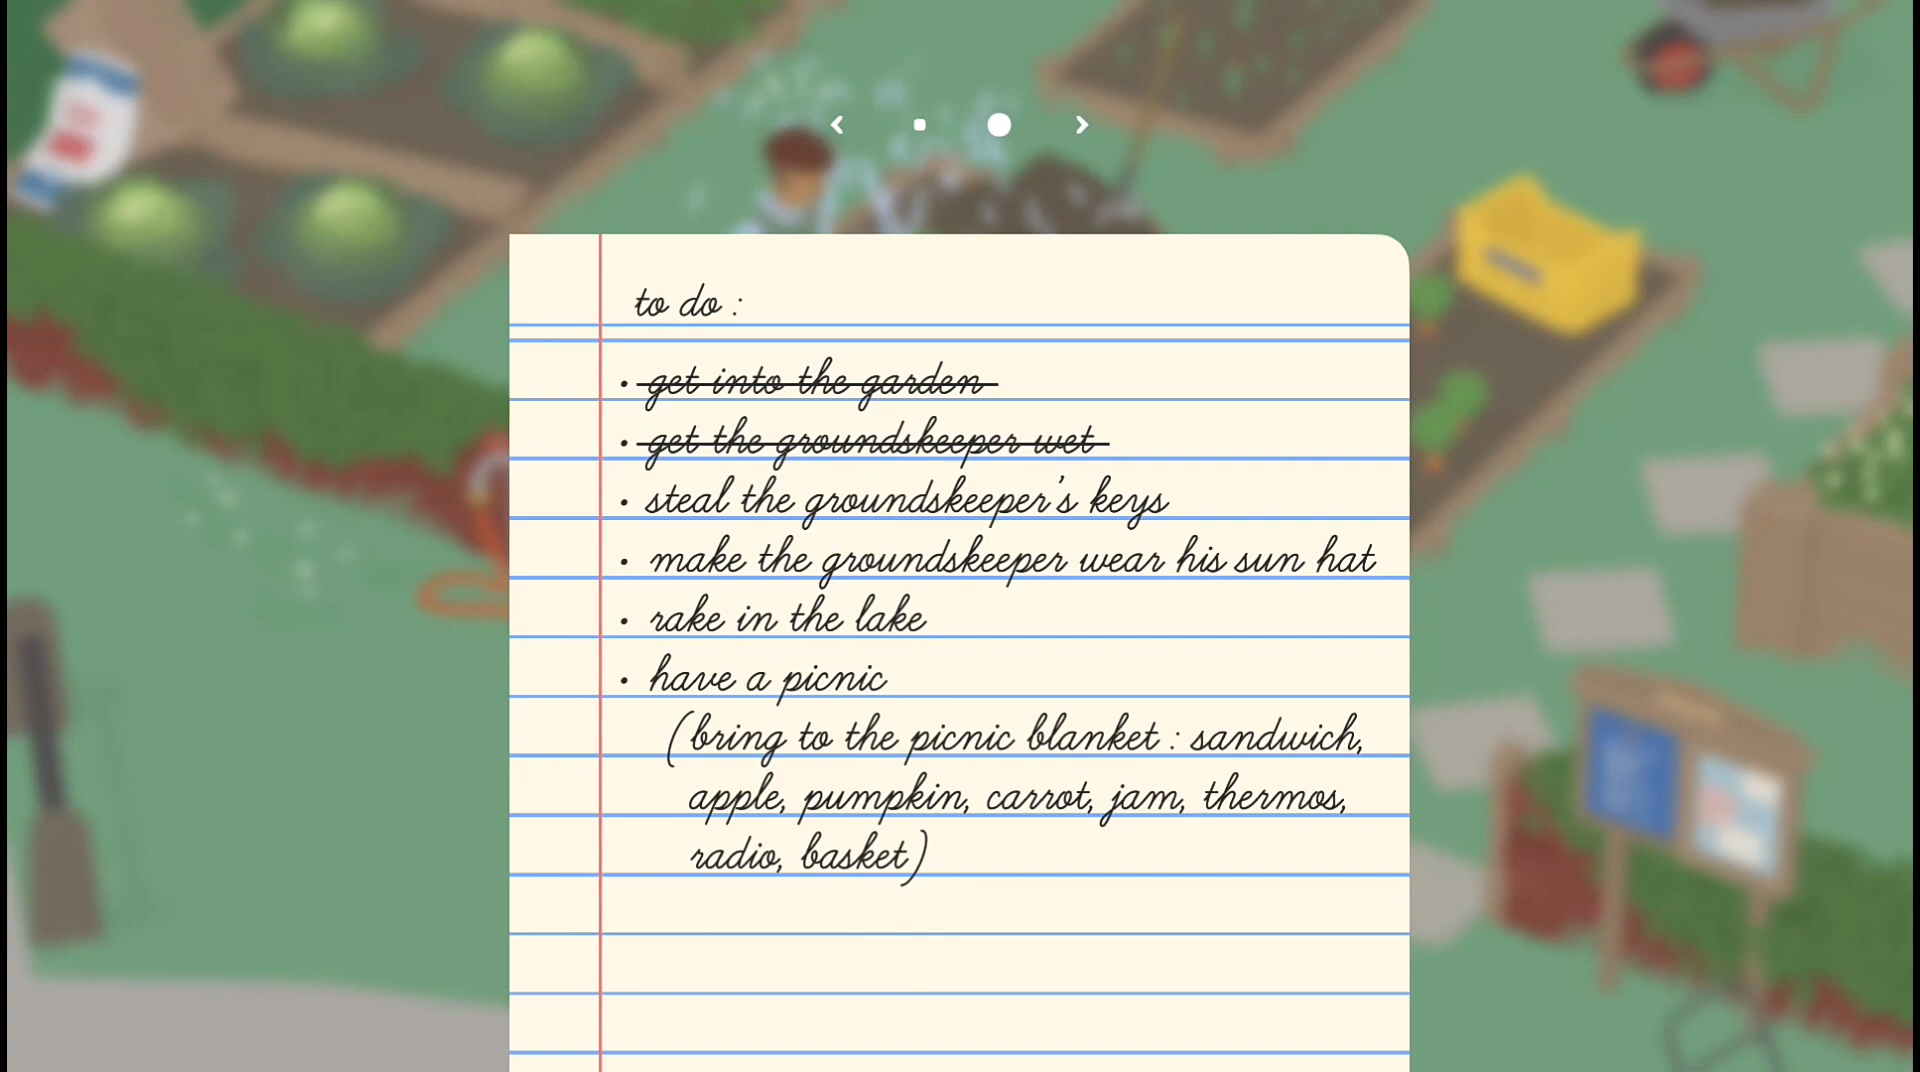 to do :
• get into the garden
• get the groundskeeper wet
• steal the groundskeeper's keys
• make the groundskeeper wear his sun hat
• rake in the lake
• have a picnic
(bring to the picnic blanket : sandwich,
apple, pumpkin, carrot, jam, thermos,
radio, basket)